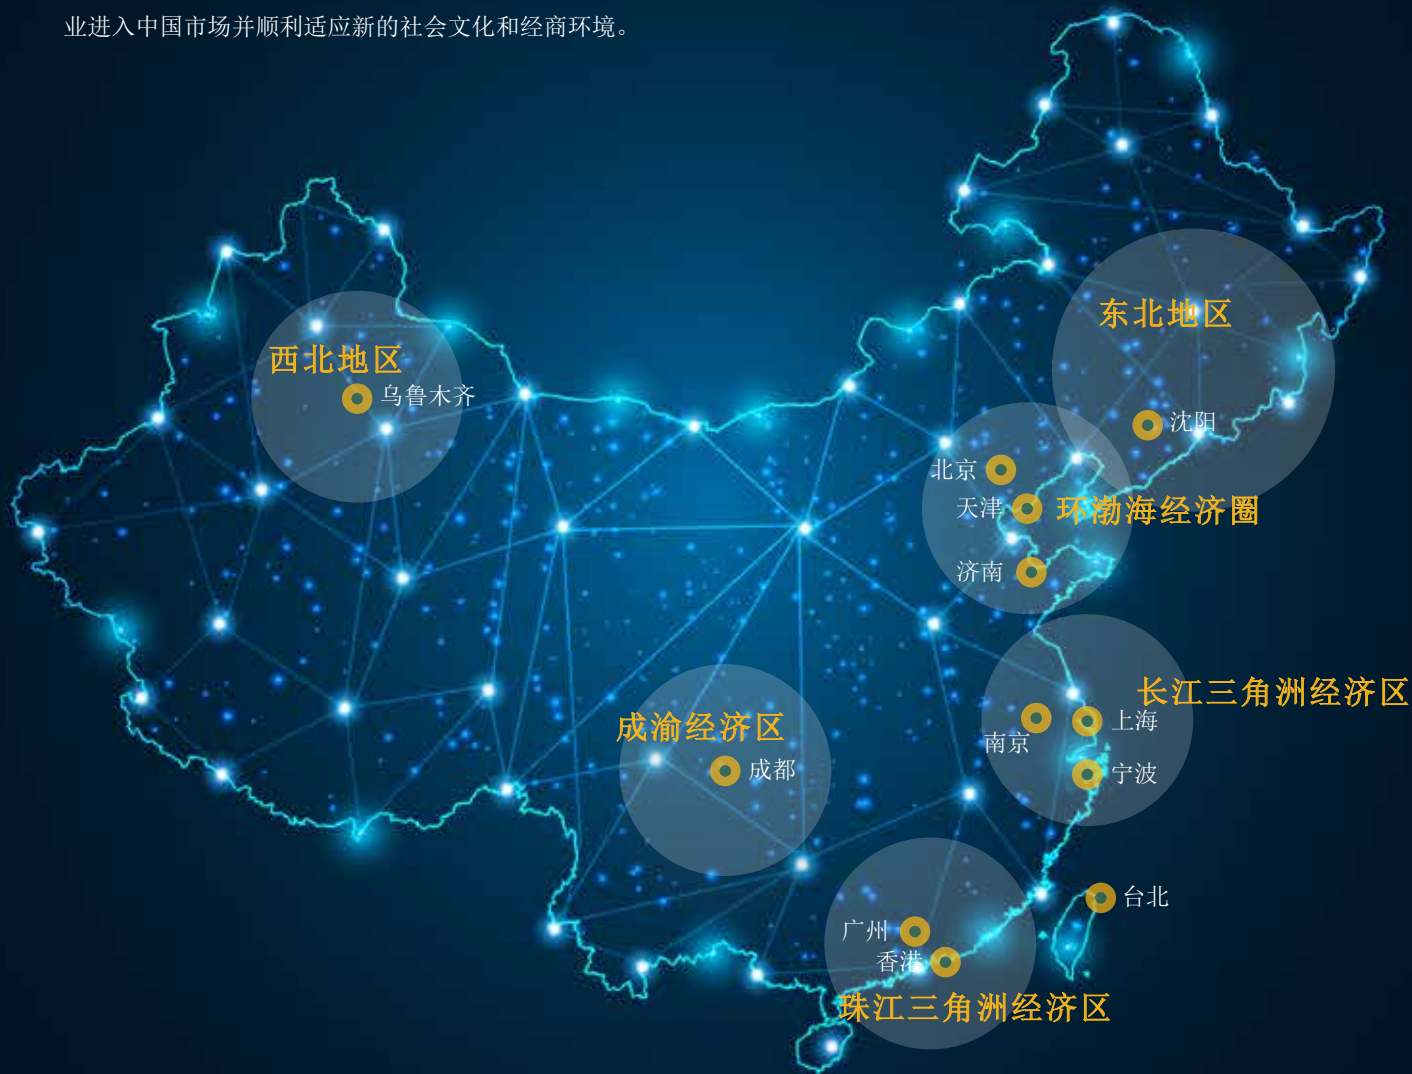 业进入中国市场并顺利适应新的社会文化和经商环境。
东北地区
西北地区
乌鲁木齐
沈阳
北京
天津
环渤海经济圈
济南
长江三角洲经济区
上海
南京
成渝经济区
成都
宁波
台北
广州
香港
珠江三角洲经济区